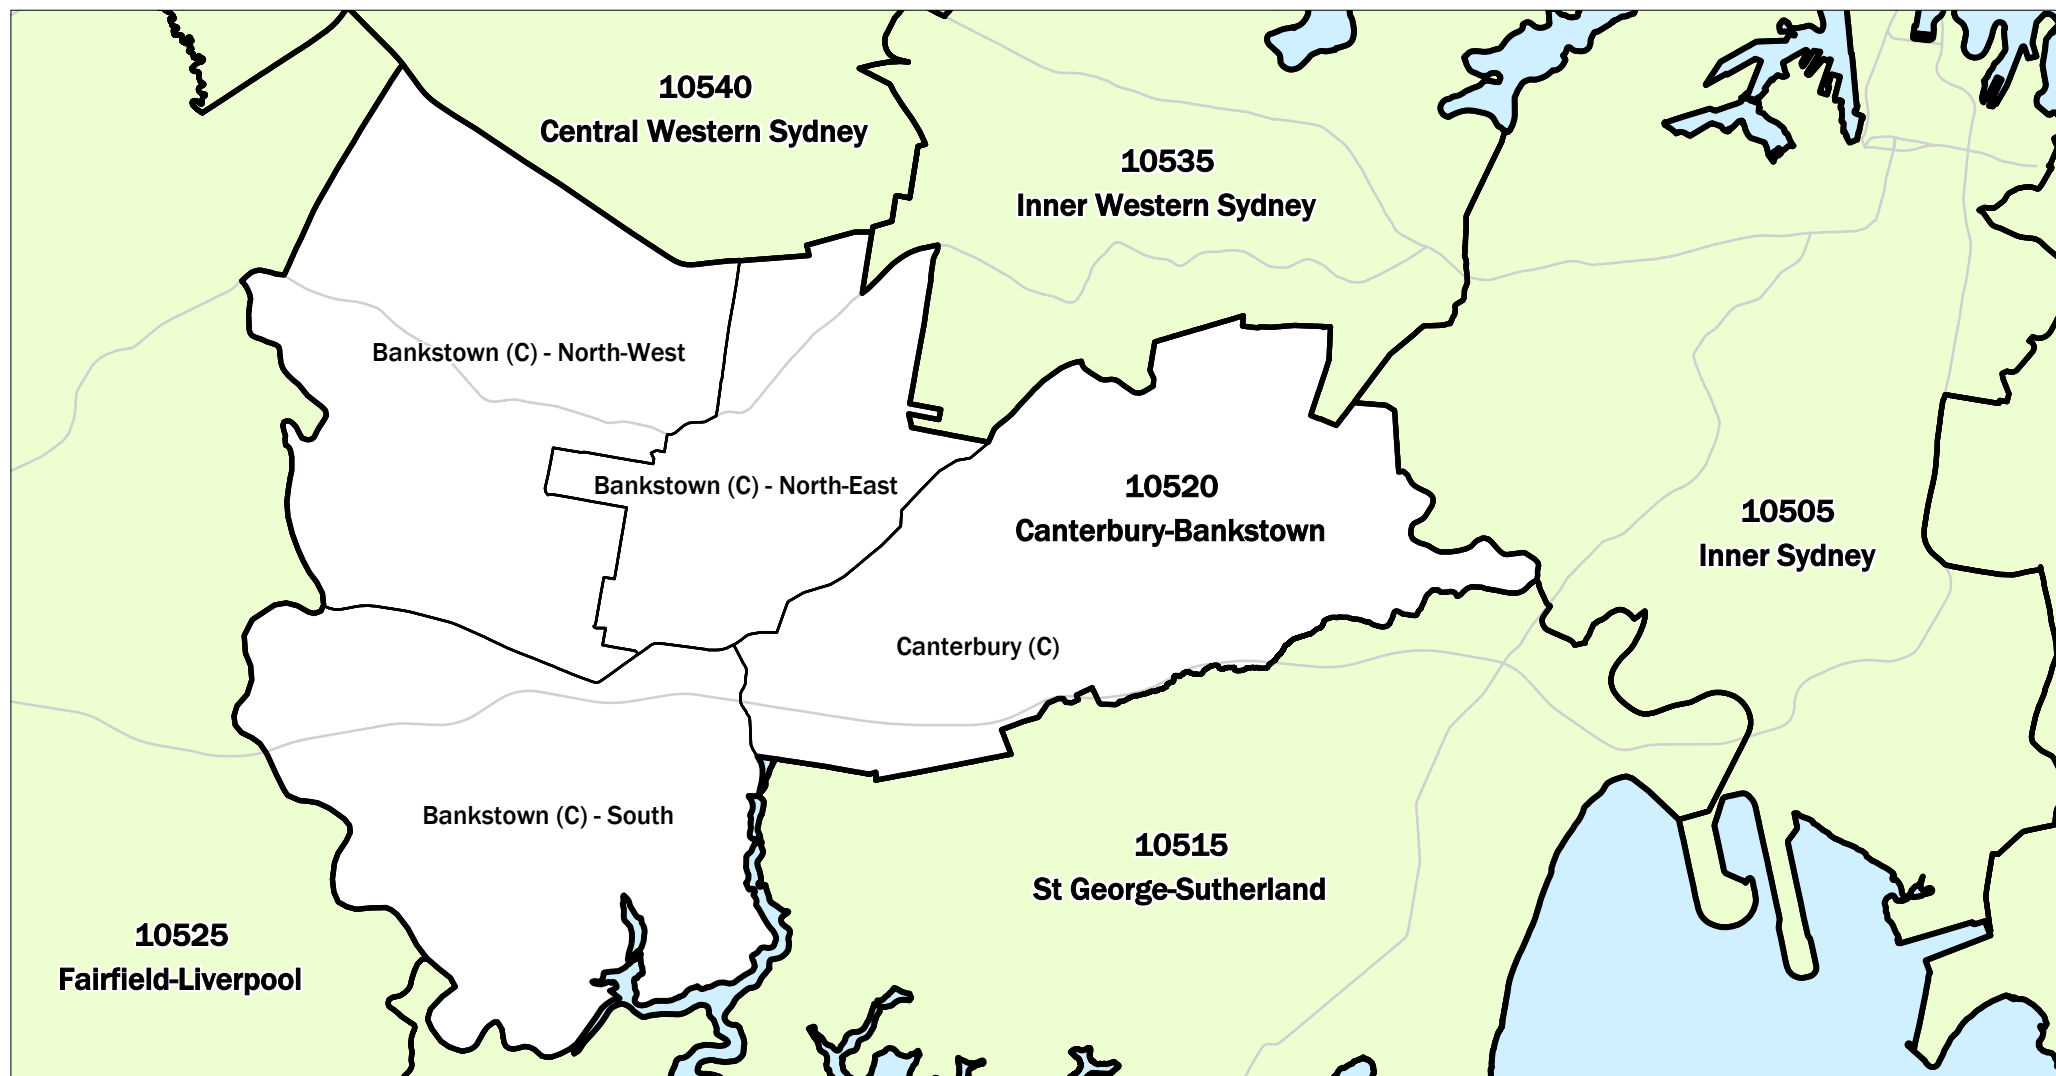 10540
Central Western Sydney
10535
Inner Western Sydney
Bankstown (C) - North-West
Bankstown (C) - North-East
10520
Canterbury-Bankstown
10505
Inner Sydney
Canterbury (C)
Bankstown (C) - South
10515
St George-Sutherland
10525
Fairfield-Liverpool